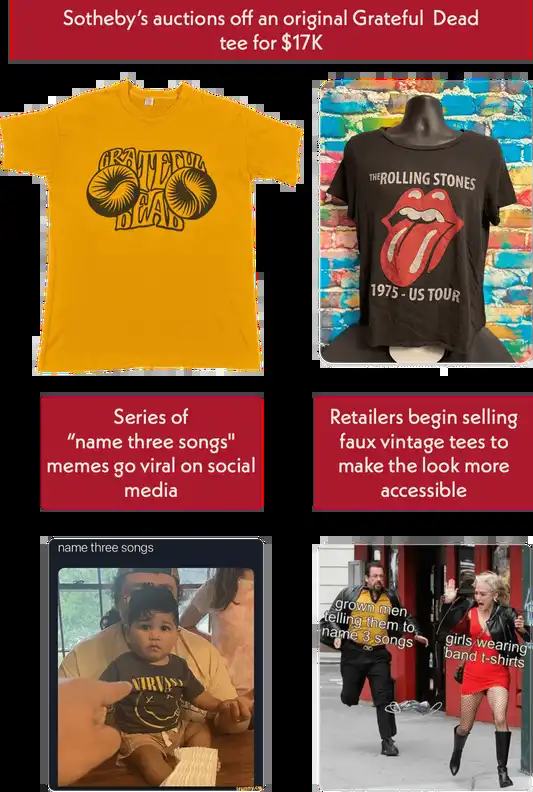 Sotheby's auctions off an original Grateful Dead
tee for $17K
GRATEFUL
DEAD
THE ROLLING STONES
1975 - US TOUR
Series of
“name three songs"
memes go viral on social
media
Retailers begin selling
faux vintage tees to
make the look more
accessible
name three songs
NIRVANA
grown men
telling them to
name 3 songs
girls wearing
band t-shirts